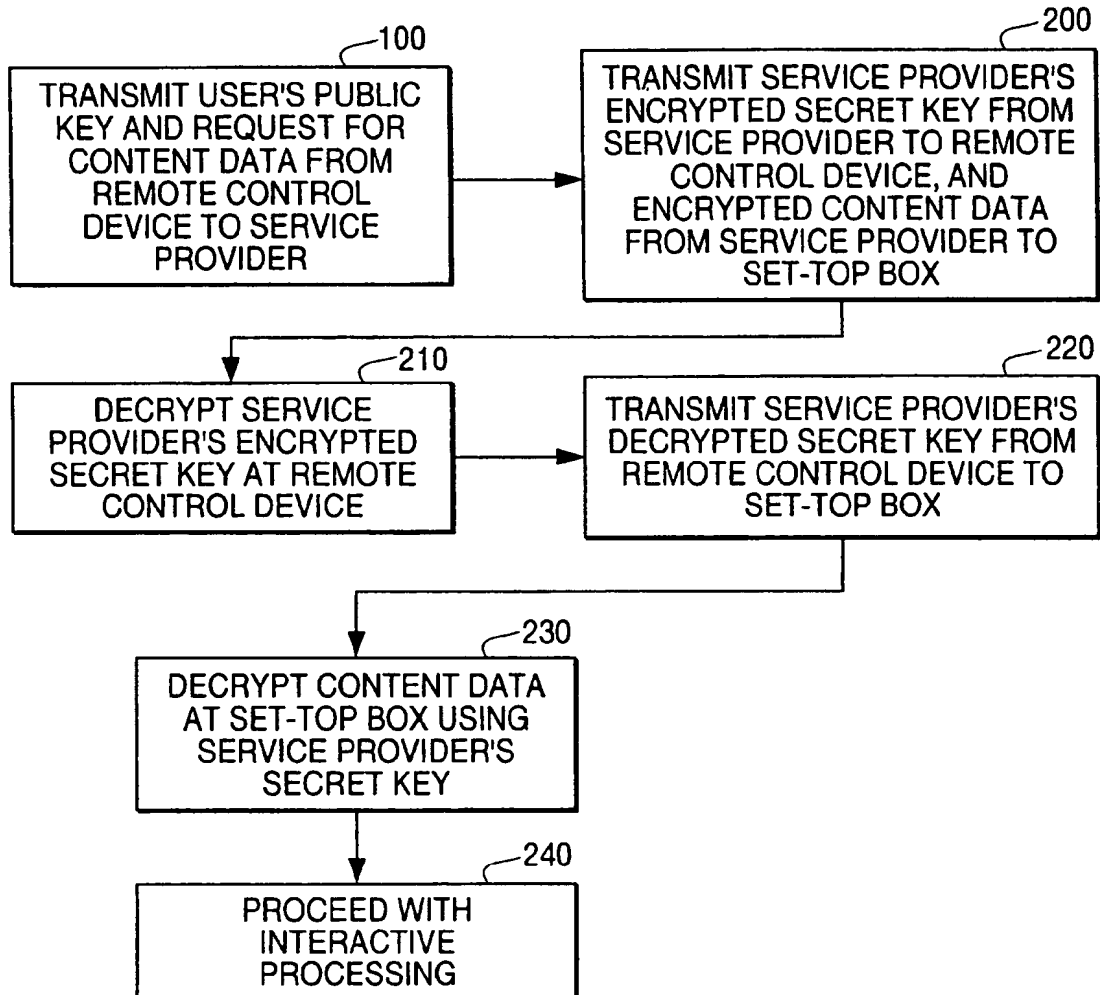 100
TRANSMIT USER'S PUBLIC
KEY AND REQUEST FOR
CONTENT DATA FROM
REMOTE CONTROL
DEVICE TO SERVICE
PROVIDER
200
TRANSMIT SERVICE PROVIDER'S
ENCRYPTED SECRET KEY FROM
SERVICE PROVIDER TO REMOTE
CONTROL DEVICE, AND
ENCRYPTED CONTENT DATA
FROM SERVICE PROVIDER TO
SET-TOP BOX
210
DECRYPT SERVICE
PROVIDER'S ENCRYPTED
SECRET KEY AT REMOTE
CONTROL DEVICE
220
TRANSMIT SERVICE PROVIDER'S
DECRYPTED SECRET KEY FROM
REMOTE CONTROL DEVICE TO
SET-TOP BOX
230
DECRYPT CONTENT DATA
AT SET-TOP BOX USING
SERVICE PROVIDER'S
SECRET KEY
240
PROCEED WITH
INTERACTIVE
PROCESSING